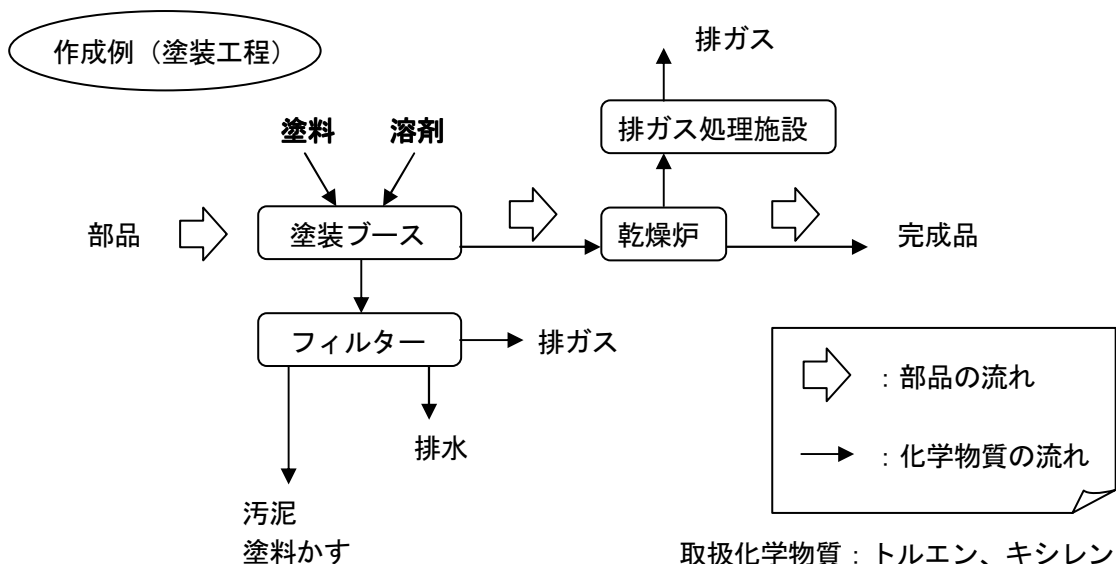 作成例（塗装工程）
排ガス
排ガス処理施設
塗料　溶剤
部品
塗装ブース
乾燥炉
完成品
フィルター
排ガス
排水
汚泥
塗料かす
：部品の流れ
：化学物質の流れ
取扱化学物質：トルエン、キシレン